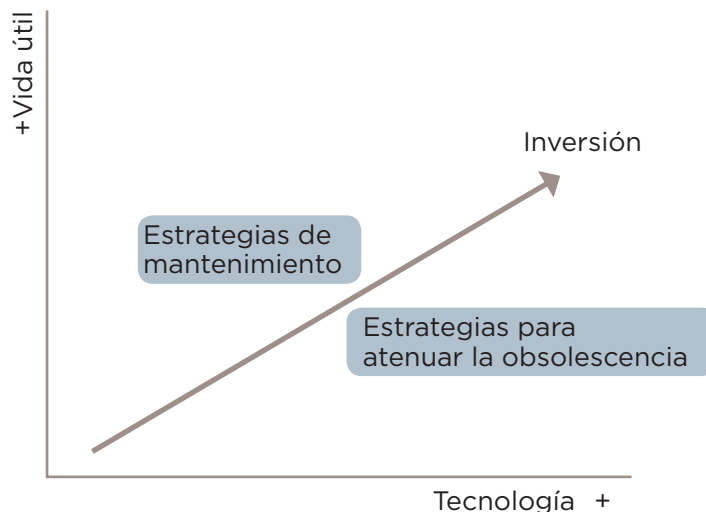 +Vida útil
Inversión
Estrategias de
mantenimiento
Estrategias para
atenuar la obsolescencia
Tecnología +